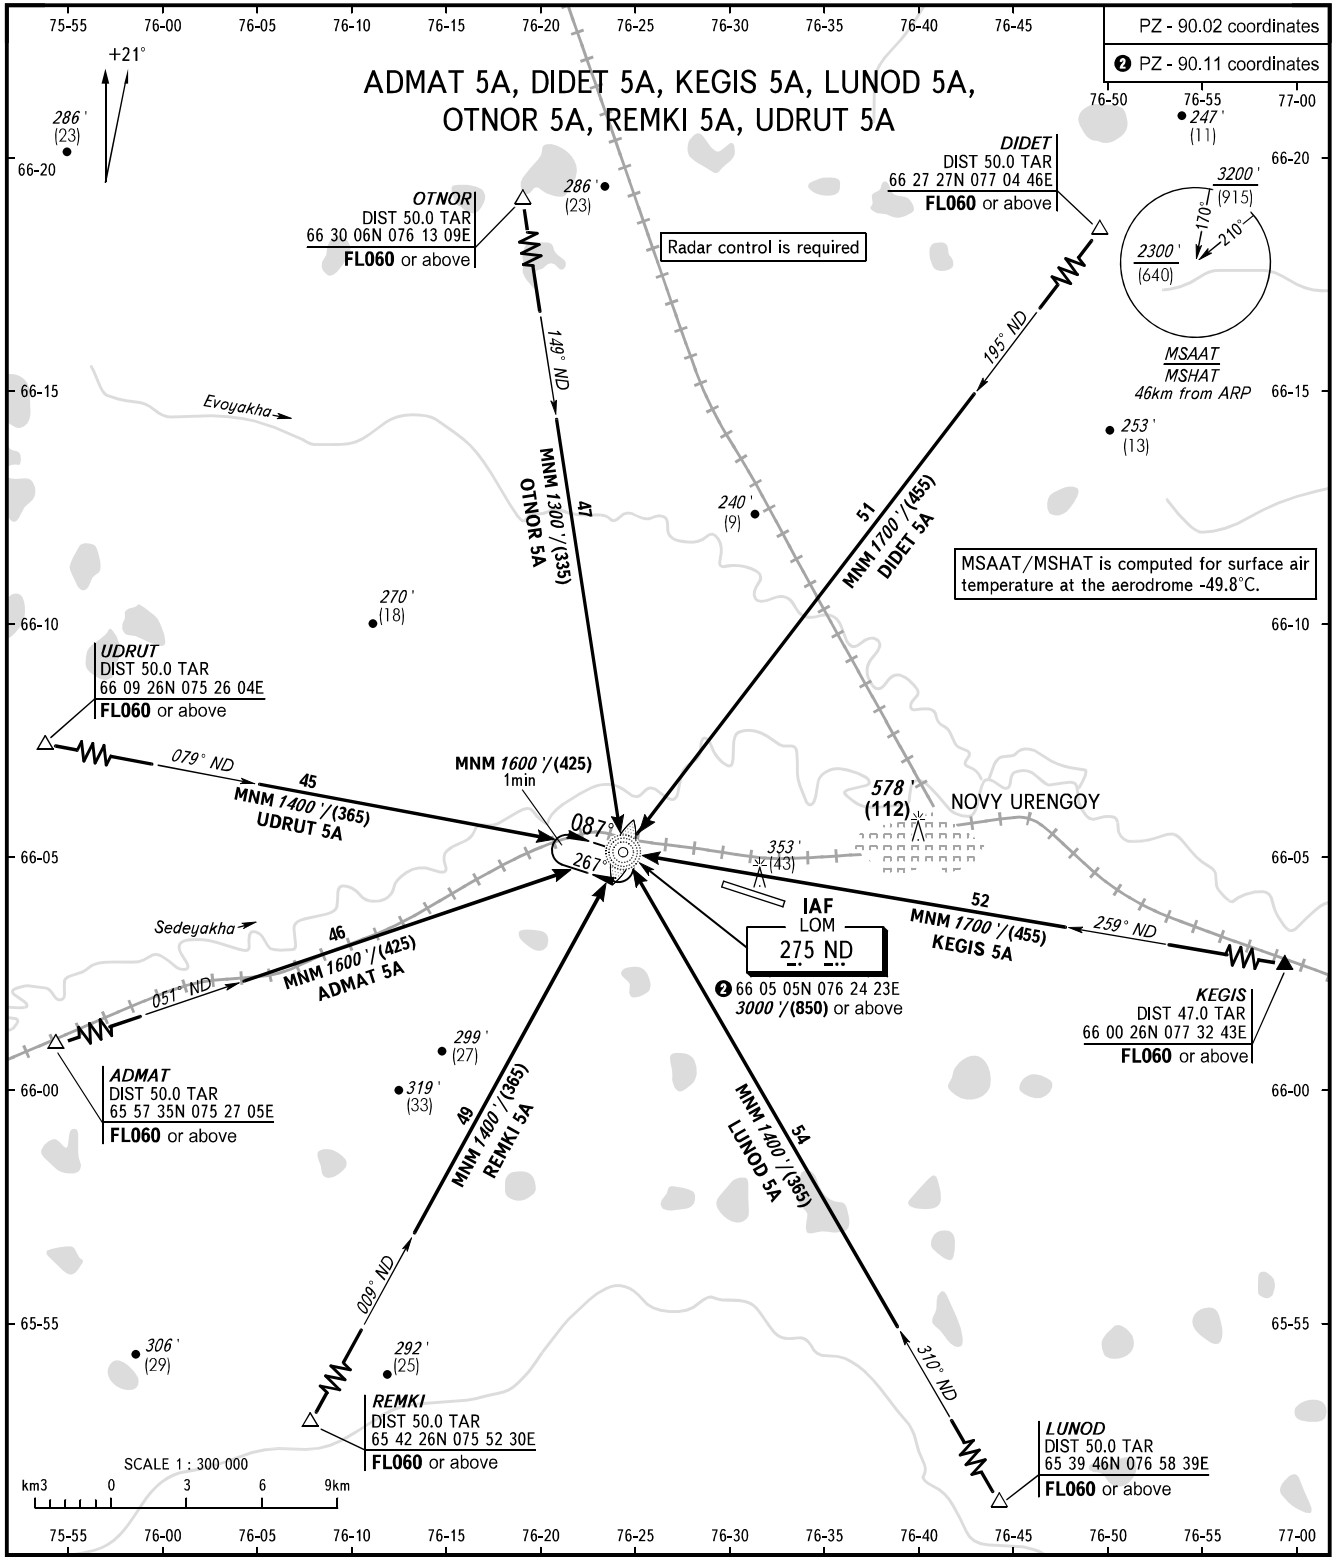 75-55 76-00 76-05 76-10 76-15 76-20 76-25 76-30 76-35 76-40 76-45
PZ - 90.02 coordinates
❷ PZ - 90.11 coordinates
76-50 76-55 77-00
+21°
ADMAT 5A, DIDET 5A, KEGIS 5A, LUNOD 5A,
OTNOR 5A, REMKI 5A, UDRUT 5A
286'
(23)
247'
(11)
66-20
66-20
DIDET
DIST 50.0 TAR
66 27 27N 077 04 46E
FL060 or above
OTNOR
DIST 50.0 TAR
66 30 06N 076 13 09E
FL060 or above
286'
(23)
Radar control is required
3200'
(915)
170°
210°
2300'
(640)
MSAAT
MSHAT
46km from ARP
149° ND
195° ND
66-15
66-15
Evoyakha
253'
(13)
47
MNM 1300'/(335)
OTNOR 5A
51
MNM 1700'/(455)
DIDET 5A
240'
(9)
MSAAT/MSHAT is computed for surface air
temperature at the aerodrome -49.8°C.
270'
(18)
66-10
66-10
UDRUT
DIST 50.0 TAR
66 09 26N 075 26 04E
FL060 or above
079° ND
45
MNM 1400'/(365)
UDRUT 5A
MNM 1600'/(425)
1min
087°
267°
578'
(112)
NOVY URENGOY
353'
(43)
66-05
66-05
Sedeyakha
46
MNM 1600'/(425)
ADMAT 5A
051° ND
IAF
LOM
275 ND
❷ 66 05 05N 076 24 23E
3000'/(850) or above
52
MNM 1700'/(455)
KEGIS 5A
259° ND
KEGIS
DIST 47.0 TAR
66 00 26N 077 32 43E
FL060 or above
299'
(27)
319'
(33)
66-00
66-00
ADMAT
DIST 50.0 TAR
65 57 35N 075 27 05E
FL060 or above
49
MNM 1400'/(365)
REMKI 5A
54
MNM 1400'/(365)
LUNOD 5A
009° ND
310° ND
65-55
65-55
306'
(29)
292'
(25)
REMKI
DIST 50.0 TAR
65 42 26N 075 52 30E
FL060 or above
LUNOD
DIST 50.0 TAR
65 39 46N 076 58 39E
FL060 or above
SCALE 1 : 300 000
km3 0 3 6 9km
75-55 76-00 76-05 76-10 76-15 76-20 76-25 76-30 76-35 76-40 76-45 76-50 76-55 77-00